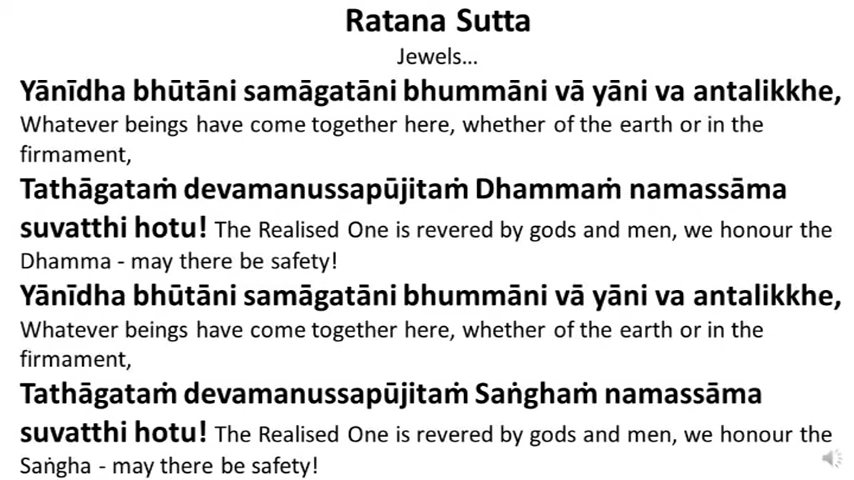 Ratana Sutta
Jewels...
Yānīdha bhūtāni samāgatāni bhummāni vā yāni va antalikkhe,
Whatever beings have come together here, whether of the earth or in the
firmament,
Tathāgataṁ devamanussapūjitaṁ Dhammaṁ namassāma
suvatthi hotu! The Realised One is revered by gods and men, we honour the
Dhamma - may there be safety!
Yānīdha bhūtāni samāgatāni bhummāni vā yāni va antalikkhe,
Whatever beings have come together here, whether of the earth or in the
firmament,
Tathāgataṁ devamanussapūjitaṁ Saṅghaṁ namassāma
suvatthi hotu! The Realised One is revered by gods and men, we honour the
Saṅgha - may there be safety!